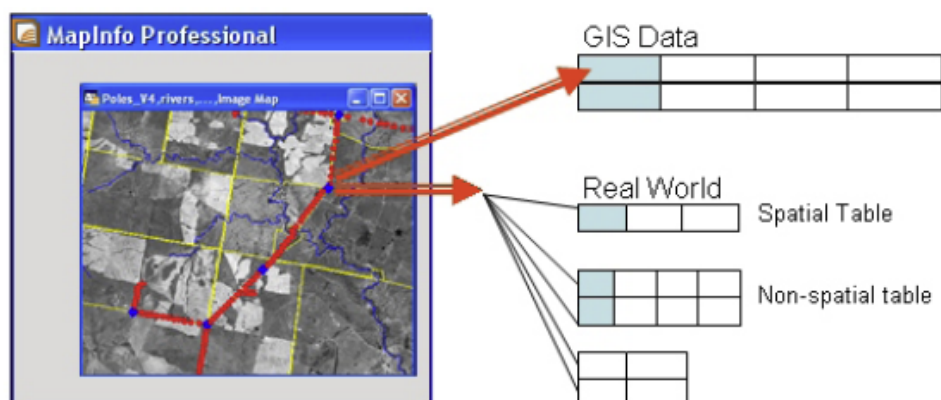 MapInfo Professional
Poles_V4,rivers,...,Image Map
GIS Data
Real World
Spatial Table
Non-spatial table